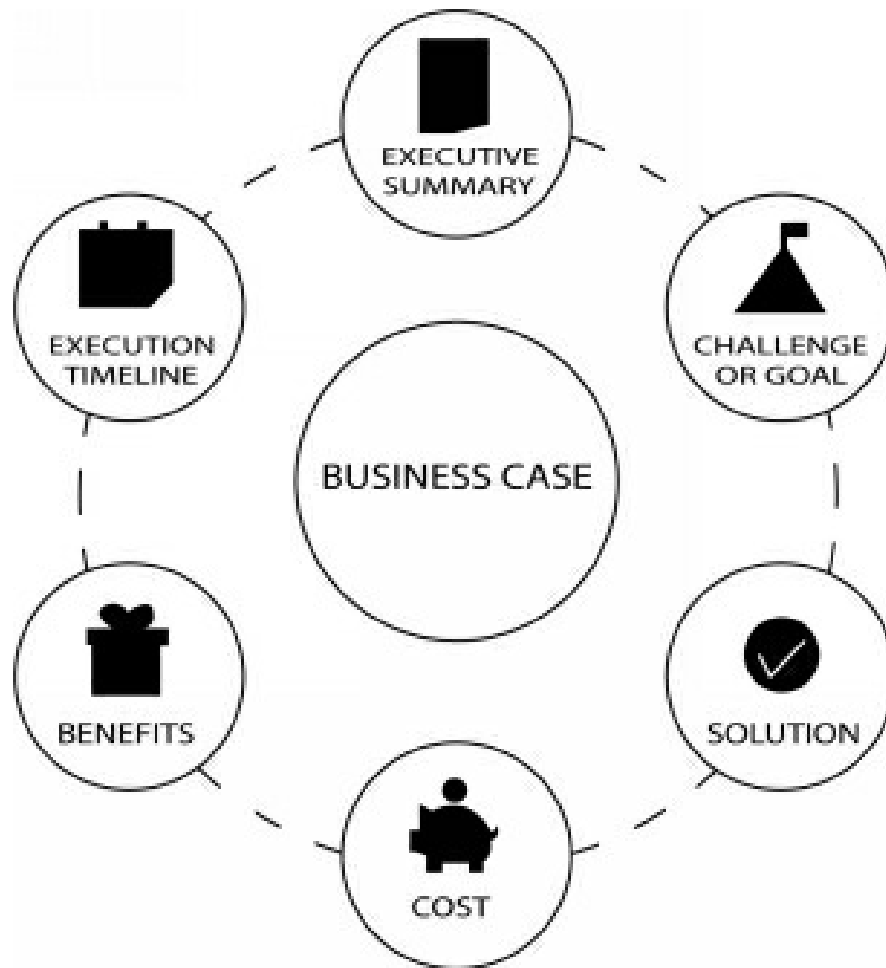 EXECUTIVE
SUMMARY
CHALLENGE
OR GOAL
SOLUTION
COST
BENEFITS
EXECUTION
TIMELINE
BUSINESS CASE